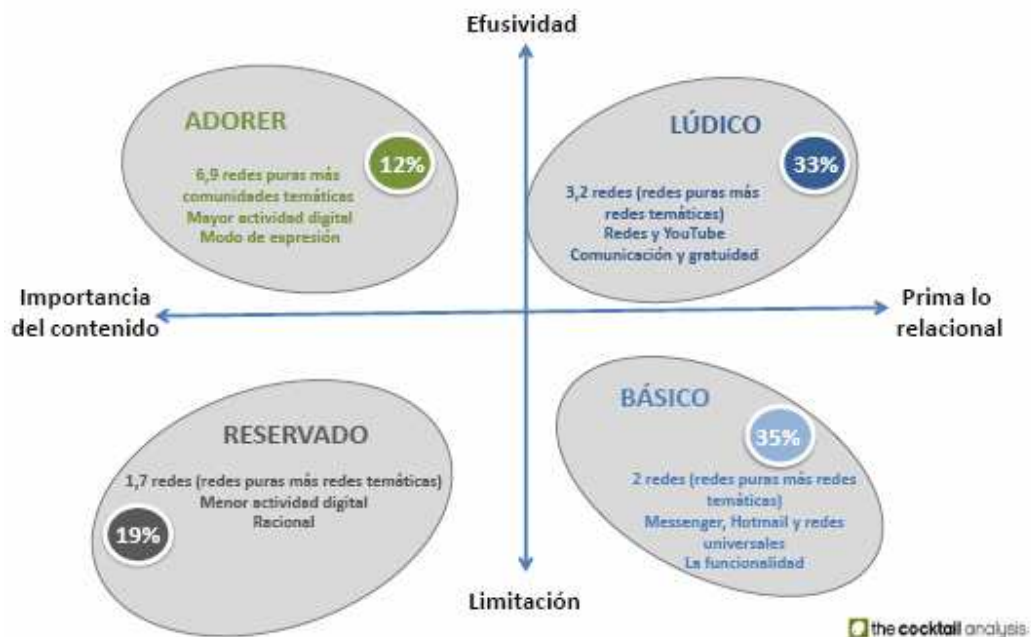 Efusividad
ADORER
12%
6,9 redes puras más
comunidades temáticas
Mayor actividad digital
Modo de expresión
LÚDICO
33%
3,2 redes (redes puras más
redes temáticas)
Redes y YouTube
Comunicación y gratuidad
Importancia
del contenido
Prima lo
relacional
RESERVADO
1,7 redes (redes puras más redes temáticas)
Menor actividad digital
Racional
19%
BÁSICO
35%
2 redes (redes puras más redes
temáticas)
Messenger, Hotmail y redes
universales
La funcionalidad
Limitación
the cocktail analysis